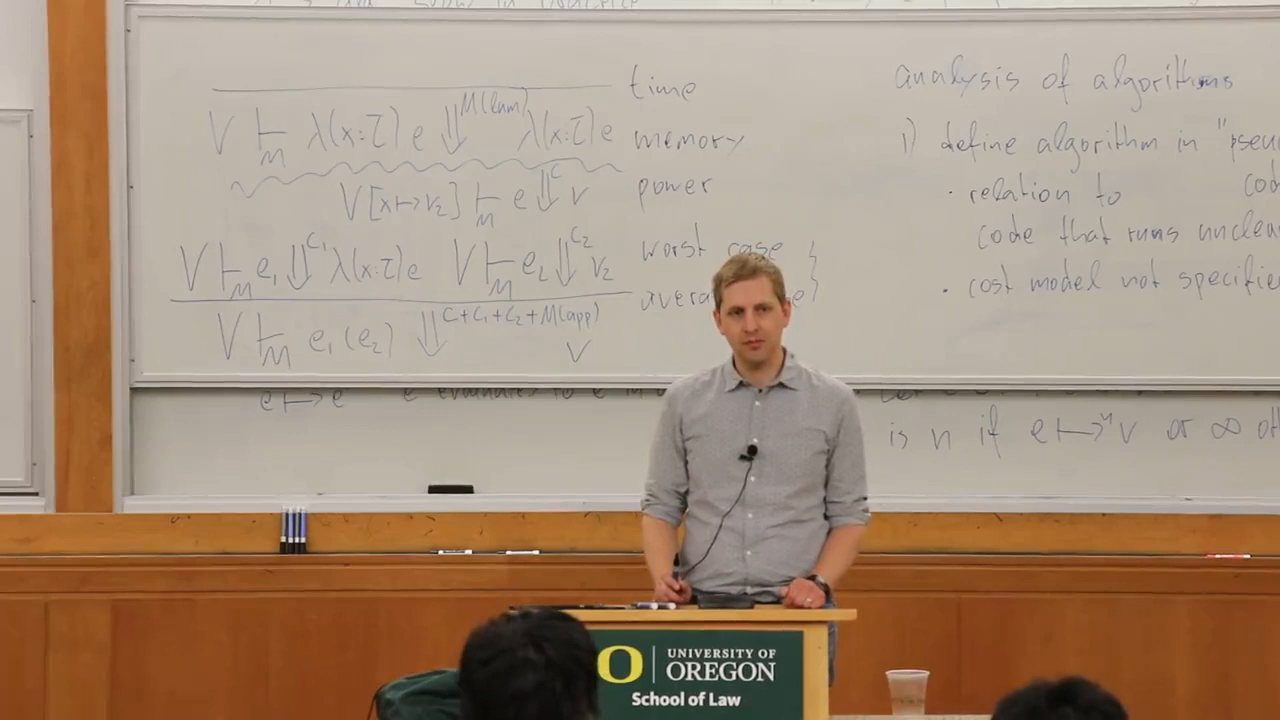 time
V ⊢M λ(x:τ) e ⇓^M(lam) λ(x:τ) e
memory
V[x↦v₂] ⊢M e ⇓^c v
power
V ⊢M e₁ ⇓^c₁ λ(x:τ) e V ⊢M e₂ ⇓^c₂ v₂
worst case
V ⊢M e₁(e₂) ⇓^c+c₁+c₂+M(app) v
analysis of algorithms
1) define algorithm in "pseu
· relation to cod
code that runs unclea
· cost model not specifie
e ↦ e
is n if e ↦ⁿ v or ∞
O UNIVERSITY OF
OREGON
School of Law